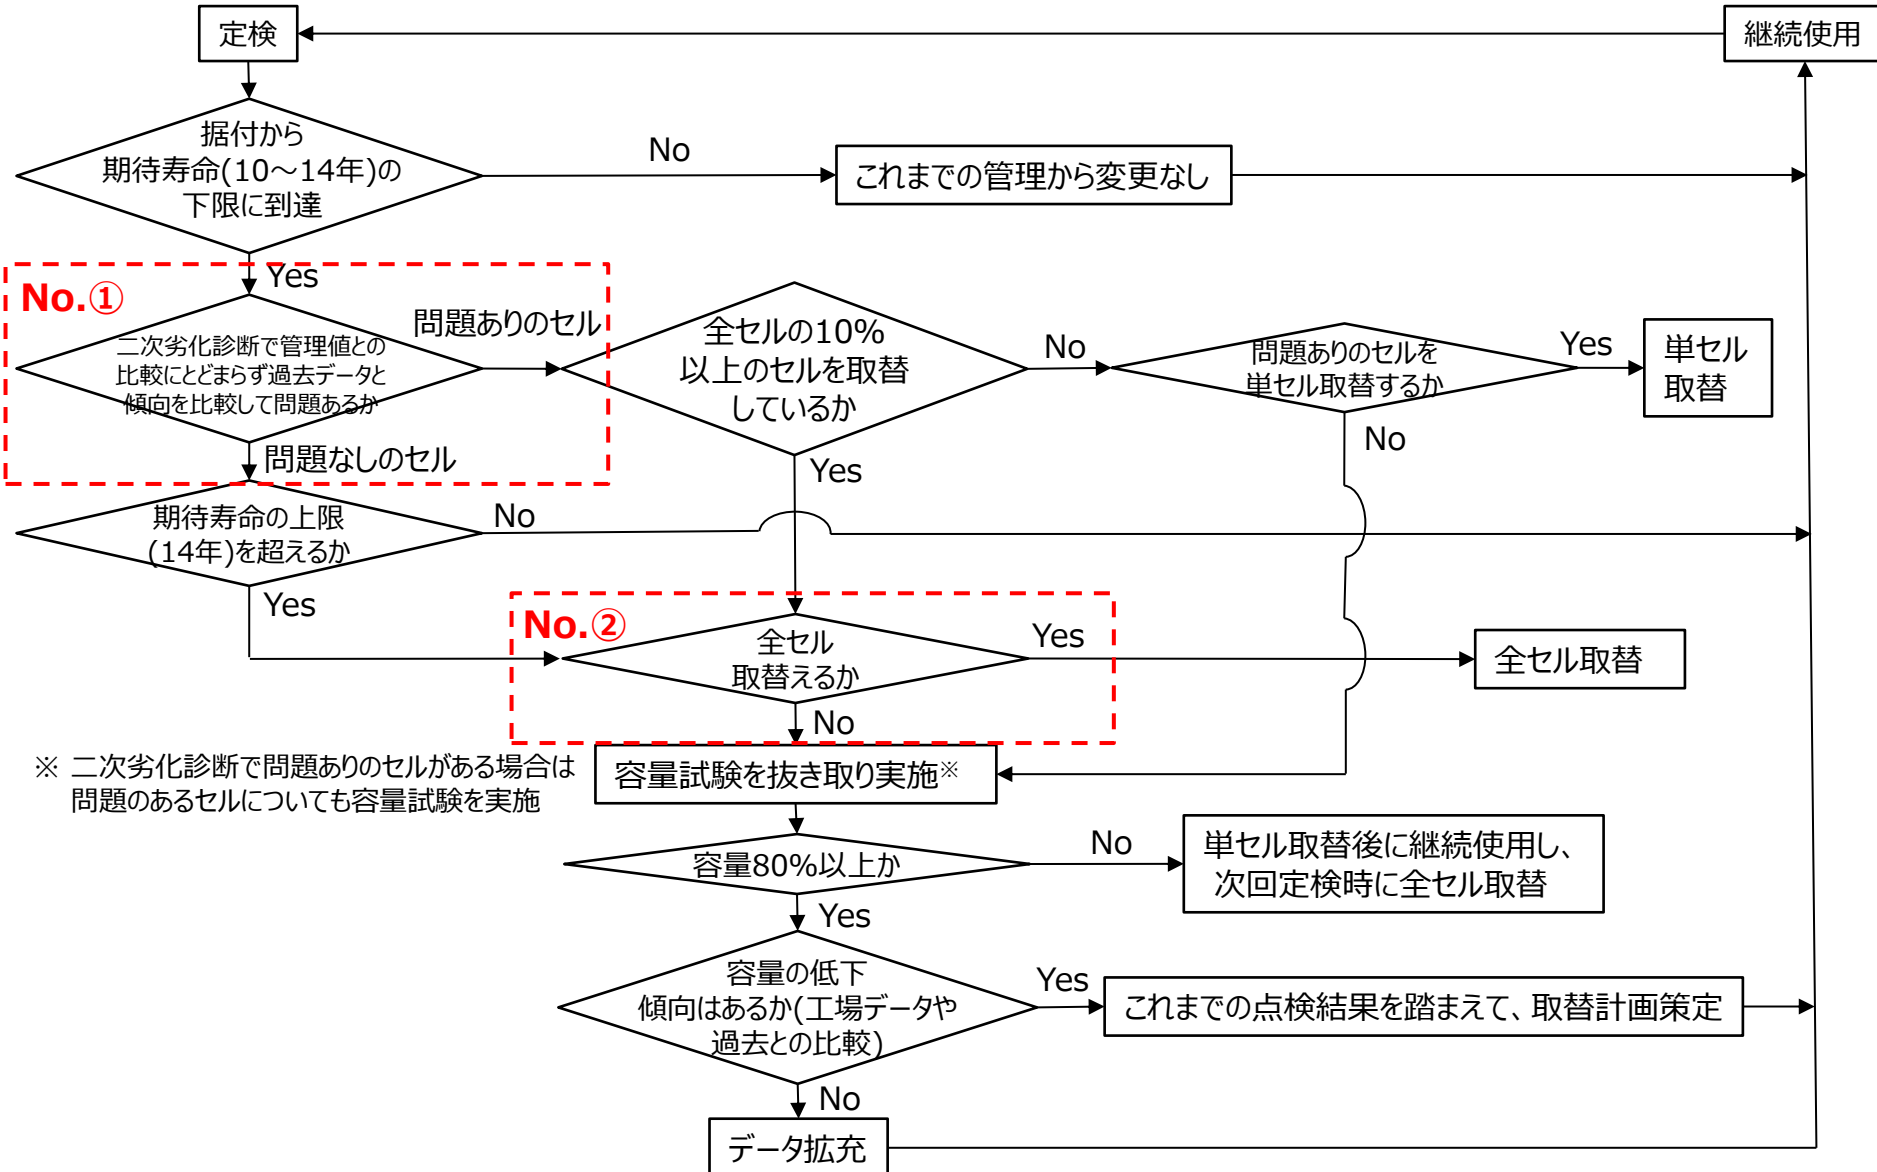 定検
継続使用
据付から
期待寿命(10～14年)の
下限に到達
No
これまでの管理から変更なし
Yes
No.①
二次劣化診断で管理値との
比較にとどまらず過去データと
傾向を比較して問題あるか
問題ありのセル
全セルの10%
以上のセルを取替
しているか
No
問題ありのセルを
単セル取替するか
Yes
単セル
取替
No
問題なしのセル
Yes
期待寿命の上限
(14年)を超えるか
No
Yes
No.②
全セル
取替えるか
Yes
全セル取替
No
※ 二次劣化診断で問題ありのセルがある場合は
問題のあるセルについても容量試験を実施
容量試験を抜き取り実施※
容量80%以上か
No
単セル取替後に継続使用し、
次回定検時に全セル取替
Yes
容量の低下
傾向はあるか(工場データや
過去との比較)
Yes
これまでの点検結果を踏まえて、取替計画策定
No
データ拡充